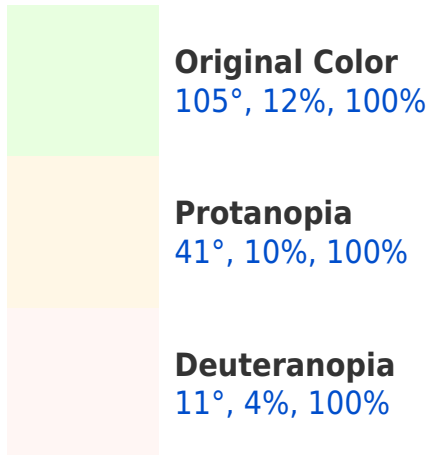 Original Color
105°, 12%, 100%
Protanopia
41°, 10%, 100%
Deuteranopia
11°, 4%, 100%